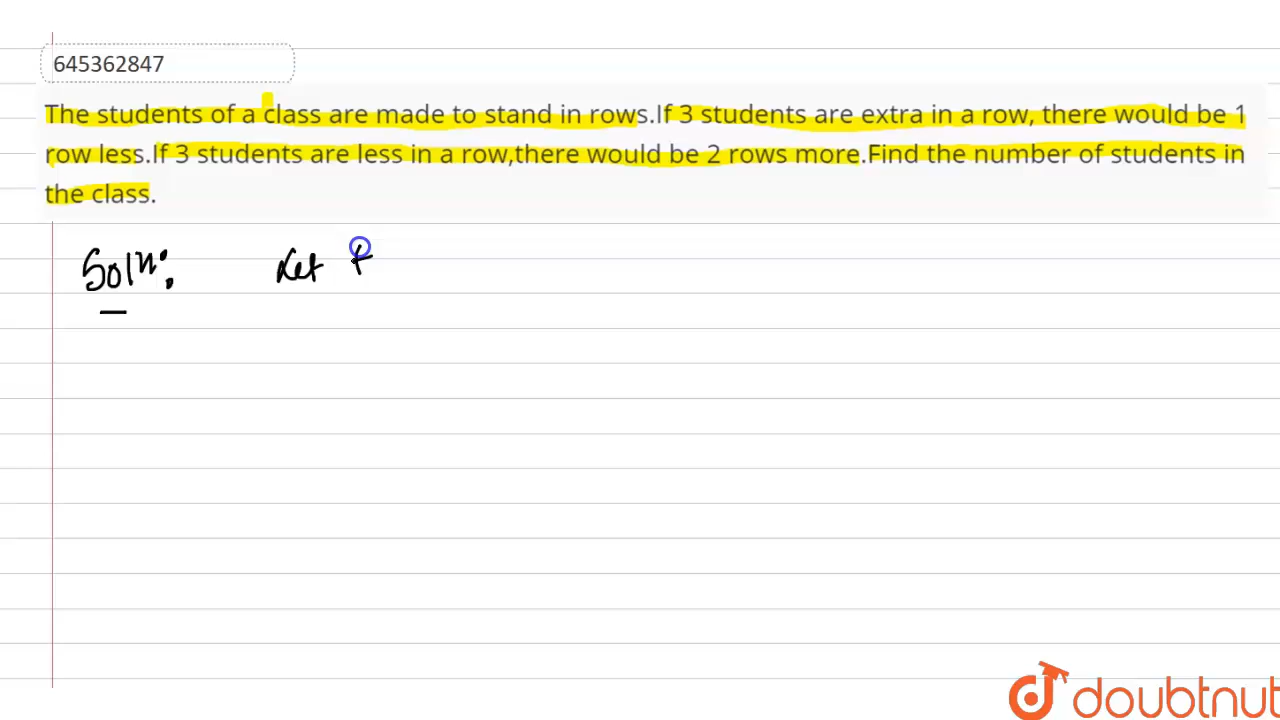 645362847
The students of a class are made to stand in rows.If 3 students are extra in a row, there would be 1
row less.If 3 students are less in a row,there would be 2 rows more.Find the number of students in
the class.
Soln: Let
doubtnut